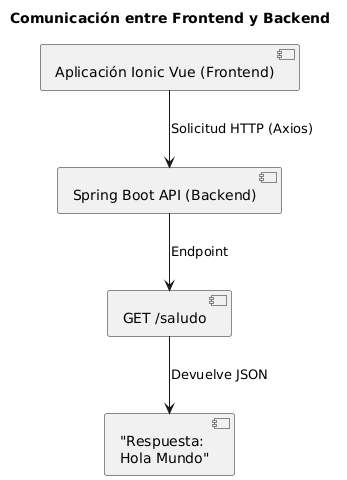 Comunicación entre Frontend y Backend
Aplicación Ionic Vue (Frontend)
Solicitud HTTP (Axios)
Spring Boot API (Backend)
Endpoint
GET /saludo
Devuelve JSON
"Respuesta:
Hola Mundo"